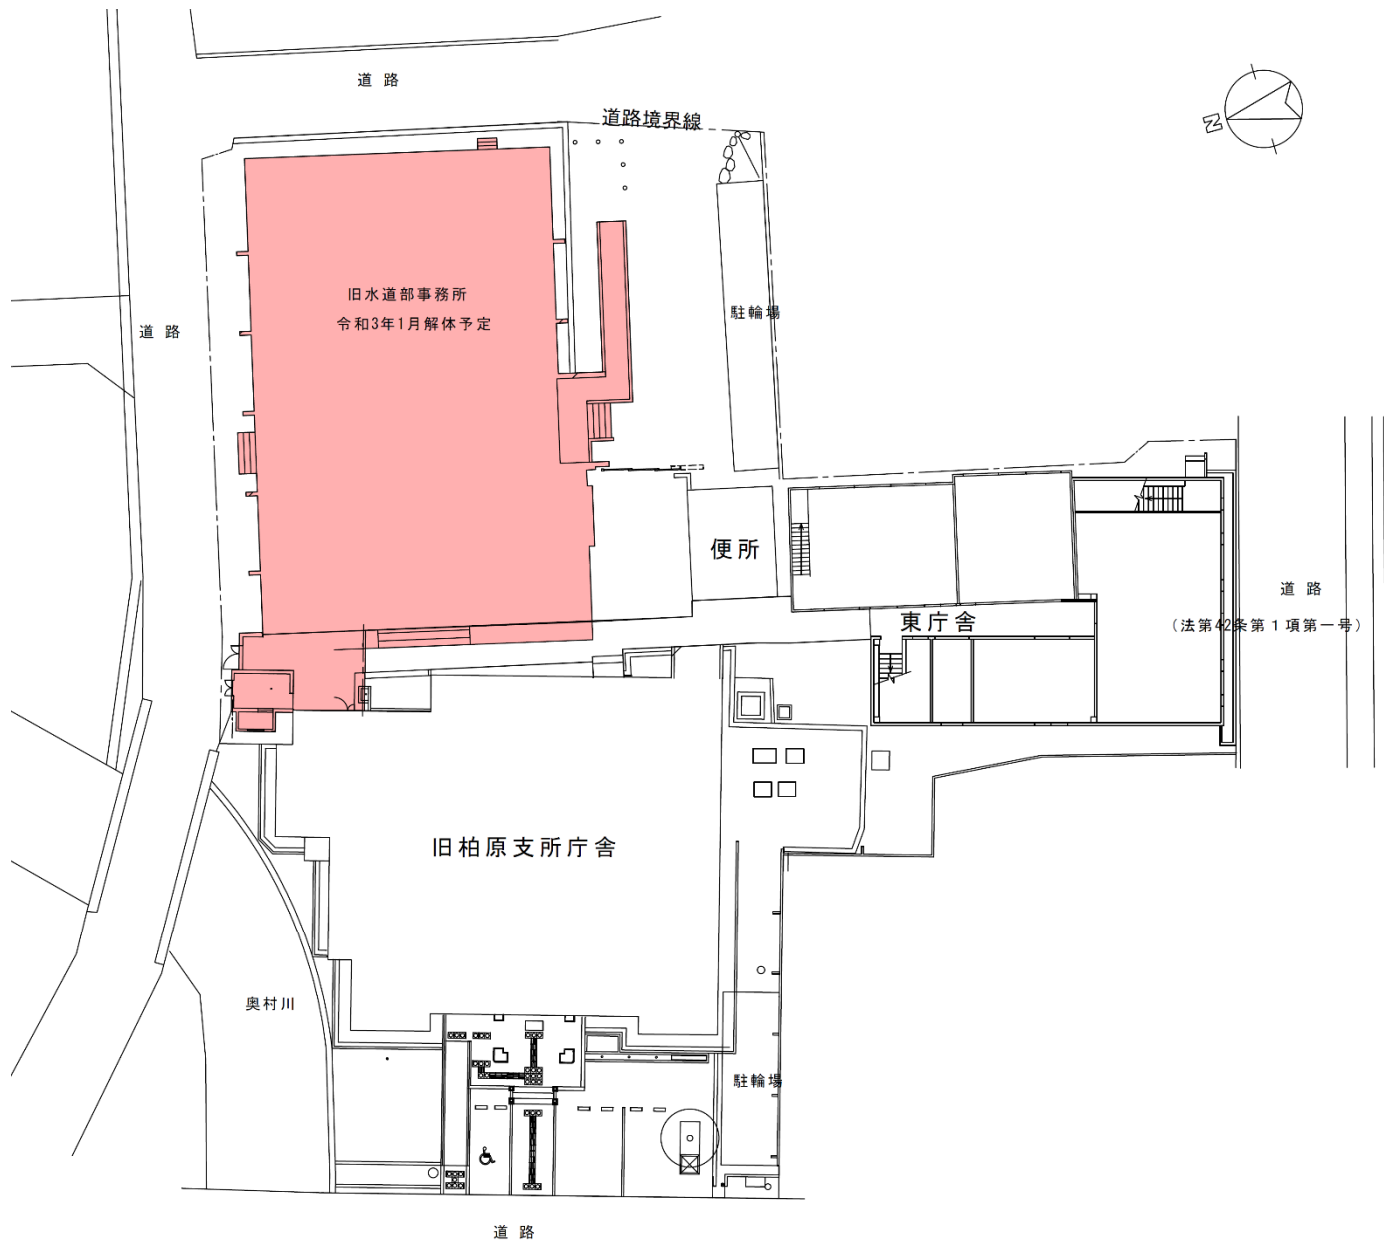 道 路
道路境界線
N
旧水道部事務所
令和3年1月解体予定
駐輪場
道 路
便所
道 路
東庁舎
(法第42条第1項第一号)
旧柏原支所庁舎
奥村川
駐輪場
道 路